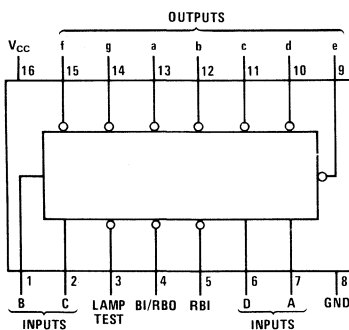 OUTPUTS
V_CC f g a b c d e
16 15 14 13 12 11 10 9
1 2 3 4 5 6 7 8
B C LAMP TEST BI/RBO RBI D A GND
INPUTS INPUTS